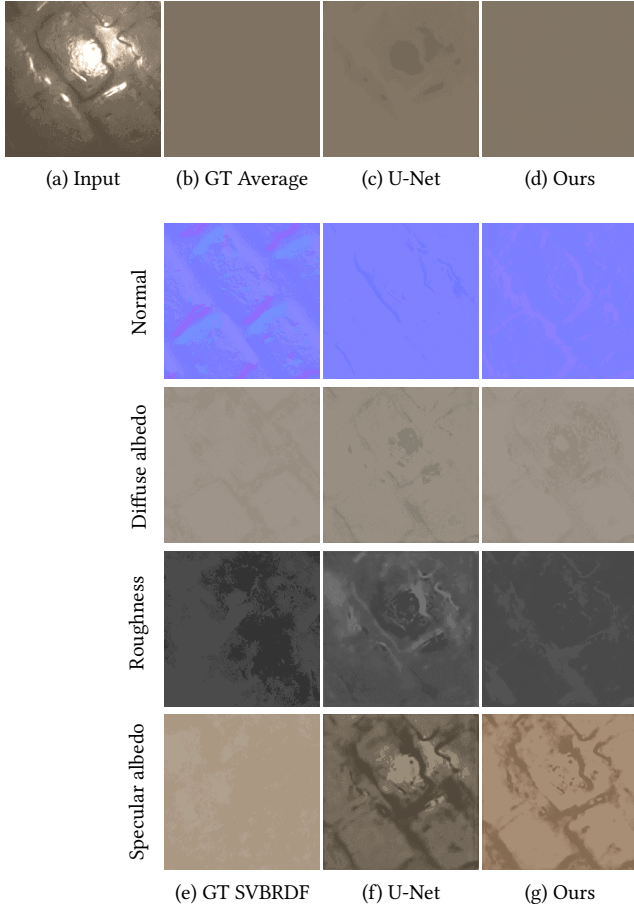 (a) Input
(b) GT Average
(c) U-Net
(d) Ours
Normal
Diffuse albedo
Roughness
Specular albedo
(e) GT SVBRDF
(f) U-Net
(g) Ours